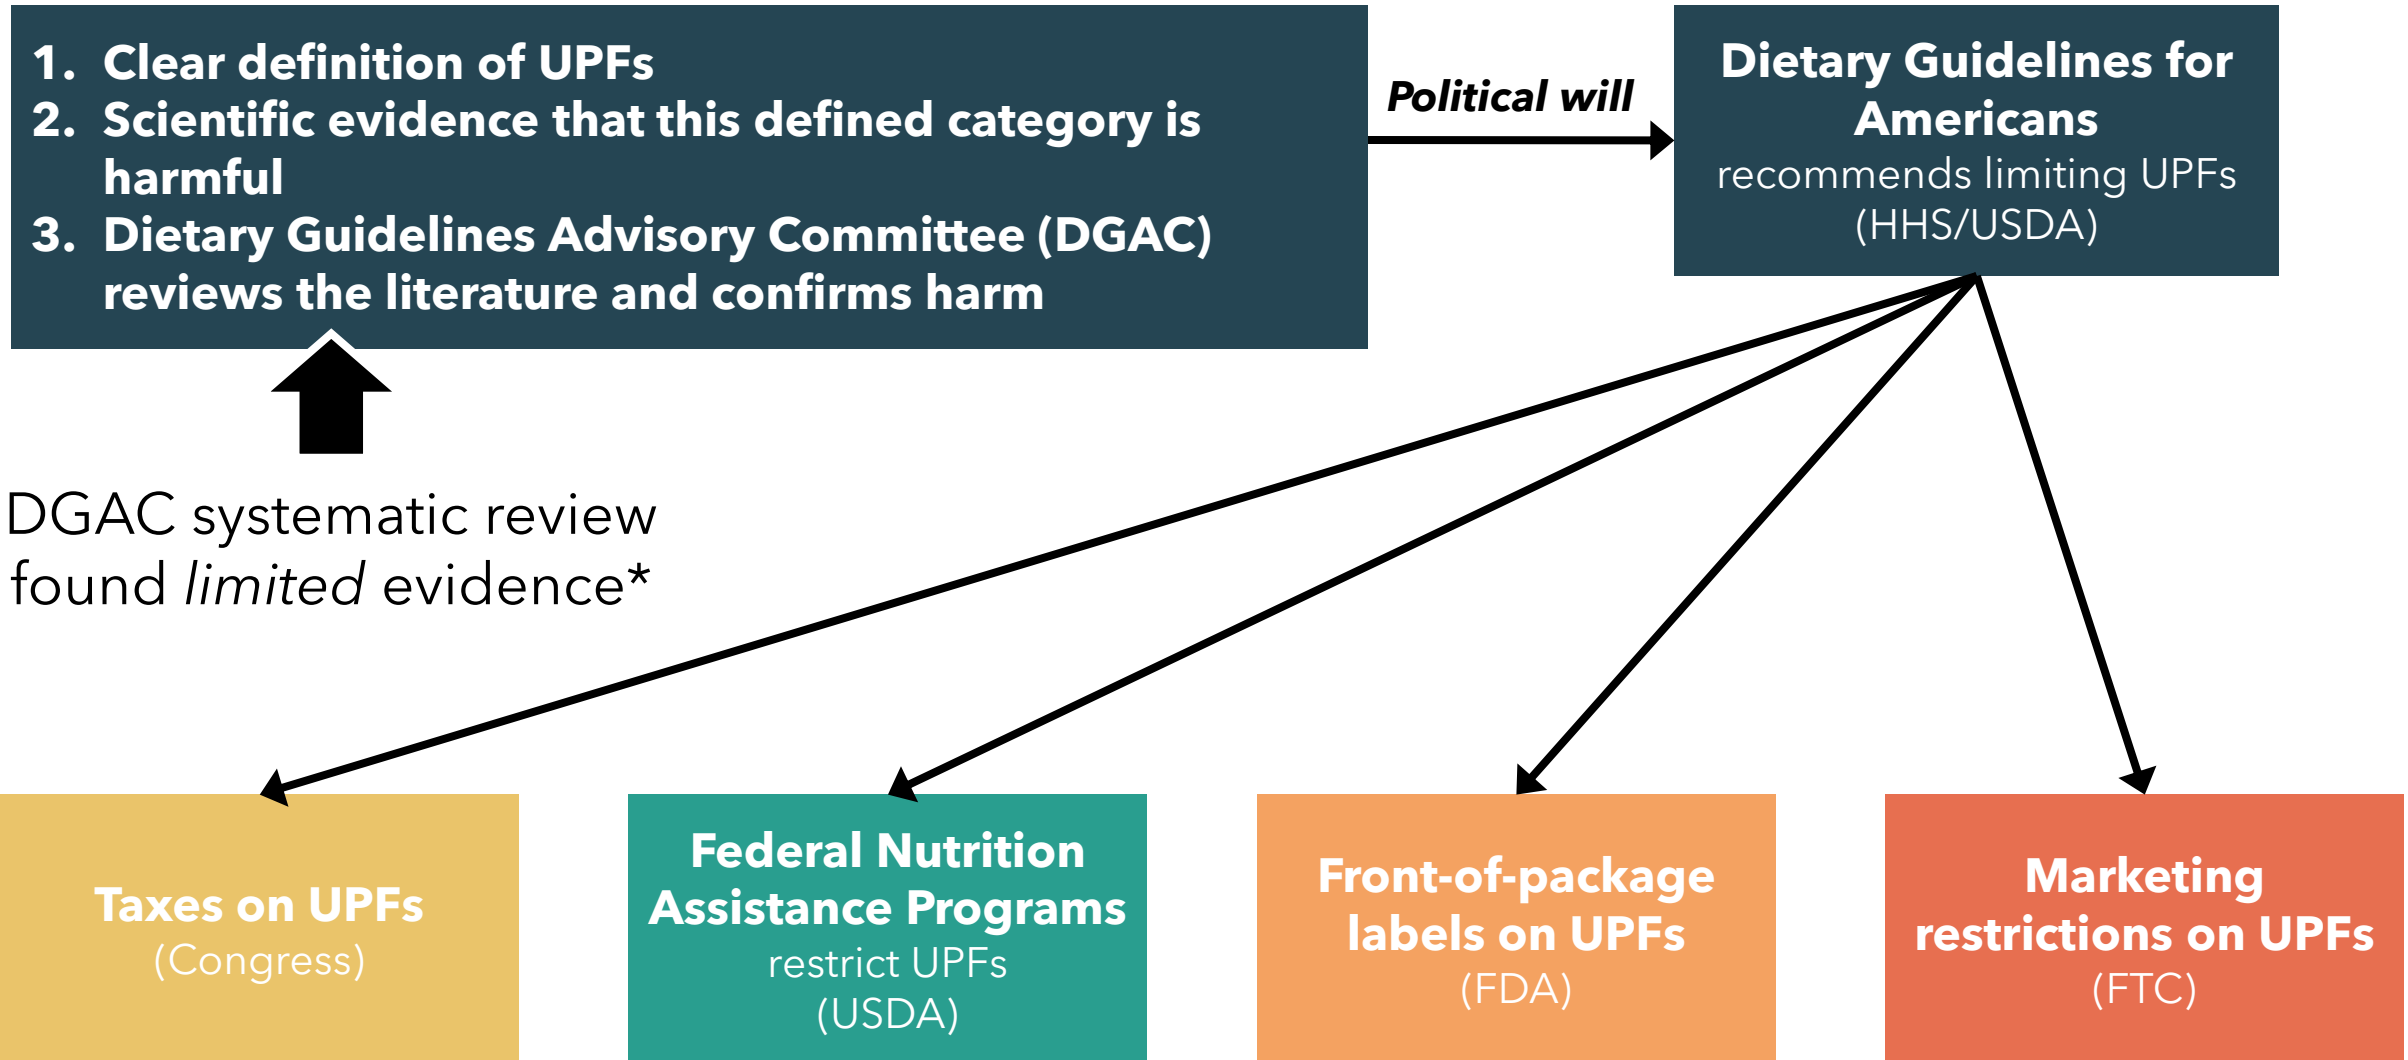 1. Clear definition of UPFs
2. Scientific evidence that this defined category is
harmful
3. Dietary Guidelines Advisory Committee (DGAC)
reviews the literature and confirms harm
Political will
Dietary Guidelines for
Americans
recommends limiting UPFs
(HHS/USDA)
DGAC systematic review
found limited evidence*
Taxes on UPFs
(Congress)
Federal Nutrition
Assistance Programs
restrict UPFs
(USDA)
Front-of-package
labels on UPFs
(FDA)
Marketing
restrictions on UPFs
(FTC)